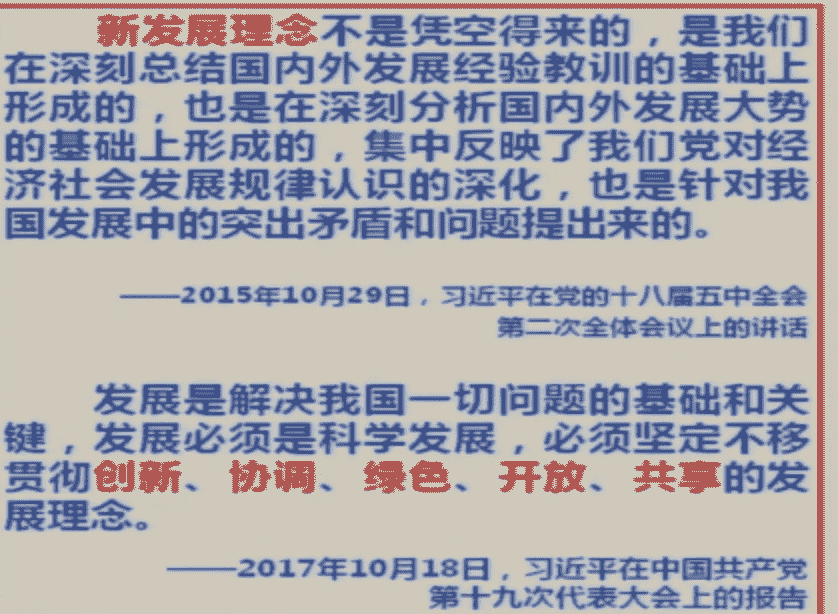 新发展理念不是凭空得来的，是我们
在深刻总结国内外发展经验教训的基础上
形成的，也是在深刻分析国内外发展大势
的基础上形成的，集中反映了我们党对经
济社会发展规律认识的深化，也是针对我
国发展中的突出矛盾和问题提出来的。
——2015年10月29日，习近平在党的十八届五中全会
第二次全体会议上的讲话
发展是解决我国一切问题的基础和关
键，发展必须是科学发展，必须坚定不移
贯彻创新、协调、绿色、开放、共享的发
展理念。
——2017年10月18日，习近平在中国共产党
第十九次代表大会上的报告